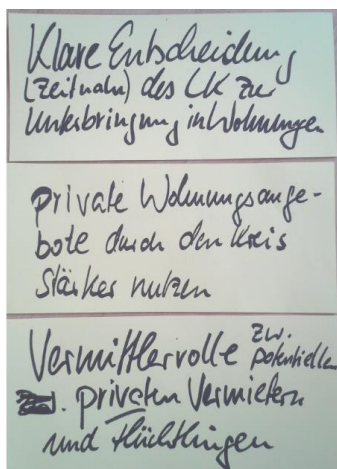 Klare Entscheidung
(zeitnah) des LK zur
Unterbringung in Wohnungen
private Wohnungsange-
bote durch den Kreis
stärker nutzen
Vermittlerrolle zw.
potentiellen
privaten Vermietern
und Flüchtlingen